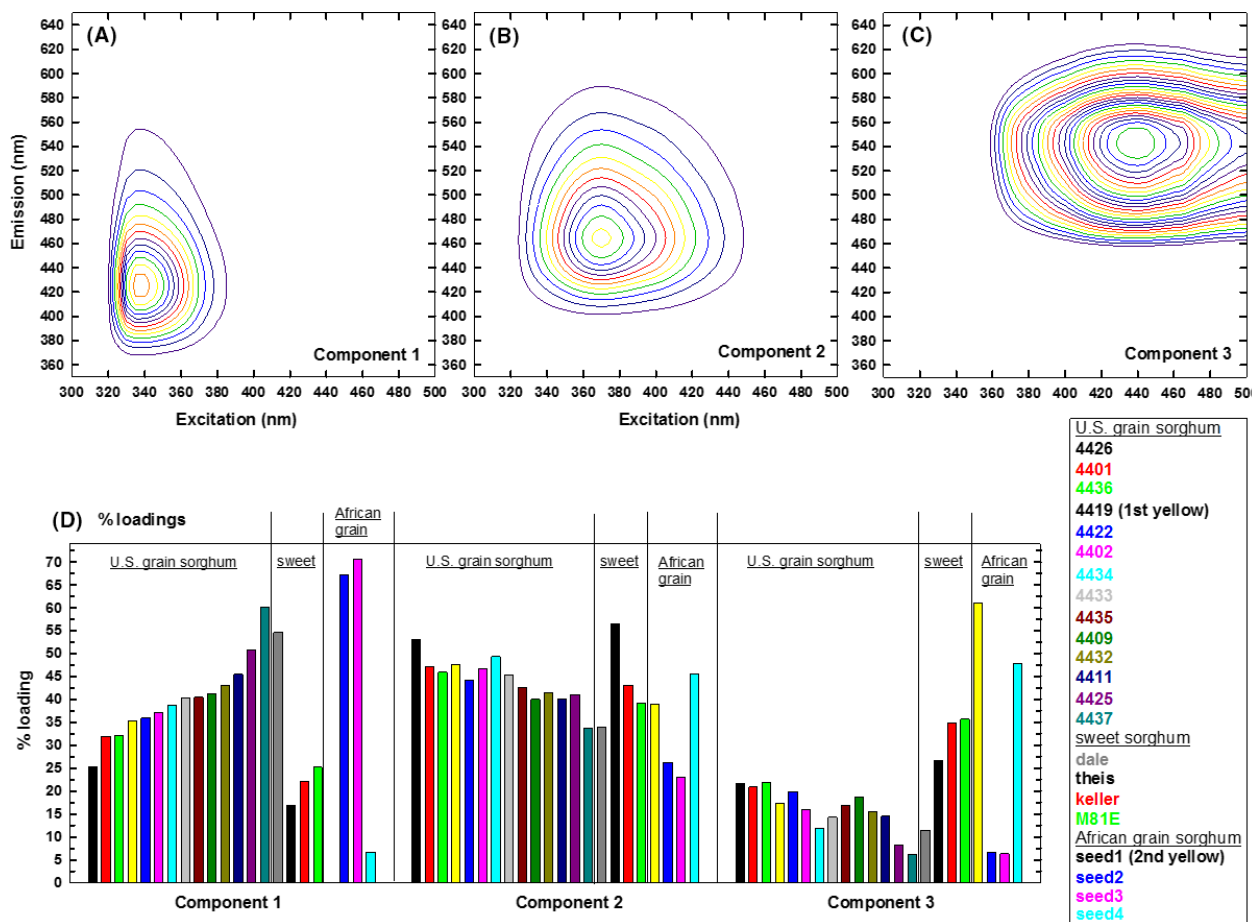 (A)
(B)
(C)
640
620
600
580
560
540
520
500
480
460
440
420
400
380
360
640
620
600
580
560
540
520
500
480
460
440
420
400
380
360
640
620
600
580
560
540
520
500
480
460
440
420
400
380
360
Emission (nm)
Component 1
Component 2
Component 3
300 320 340 360 380 400 420 440 460 480 500
300 320 340 360 380 400 420 440 460 480 500
300 320 340 360 380 400 420 440 460 480 500
Excitation (nm)
Excitation (nm)
U.S. grain sorghum
4426
4401
4436
4419 (1st yellow)
4422
4402
4434
4433
4435
4409
4432
4411
4425
4437
sweet sorghum
dale
theis
keller
M81E
African grain sorghum
seed1 (2nd yellow)
seed2
seed3
seed4
(D) % loadings
U.S. grain sorghum
sweet
African
grain
U.S. grain sorghum
sweet
African
grain
U.S. grain sorghum
sweet
African
grain
70
65
60
55
50
45
40
35
30
25
20
15
10
5
0
% loading
Component 1
Component 2
Component 3